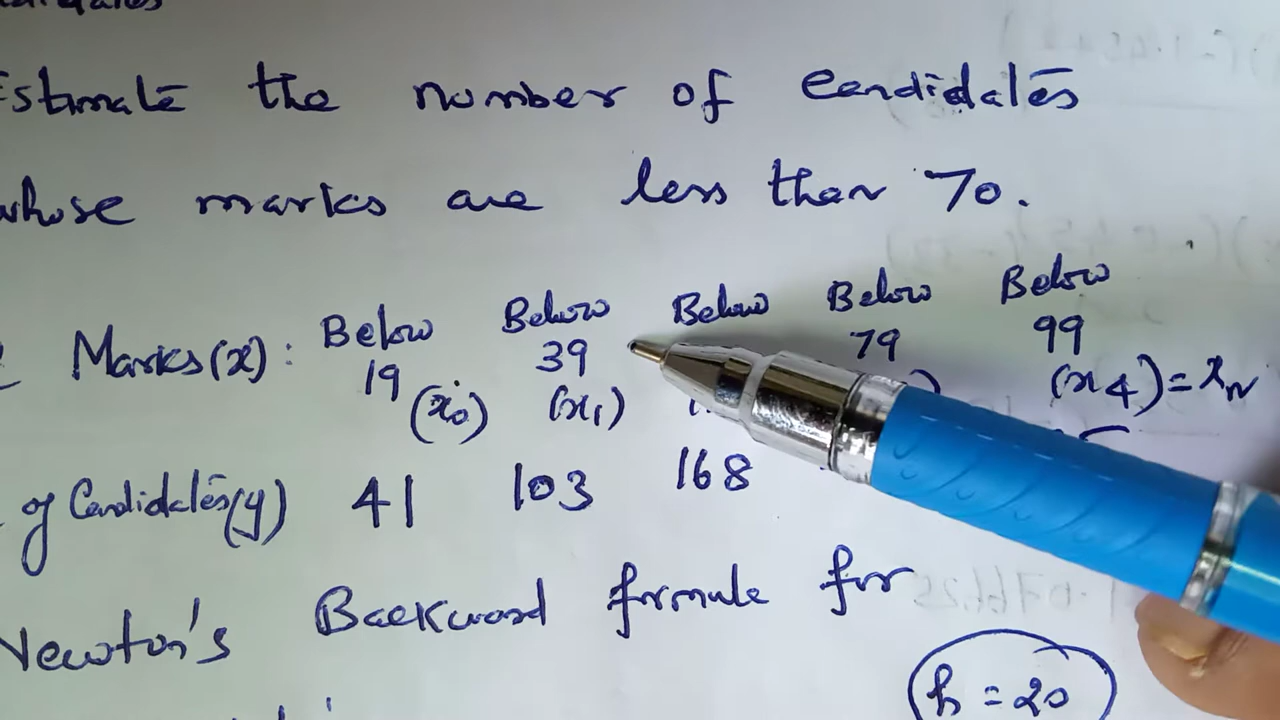 Estimate the number of candidates
whose marks are less than 70.
Marks(x): Below 19 Below 39 Below Below 79 Below 99
(x₀) (x₁) (x₄) = xₙ
of Candidates(y) 41 103 168
Newton's Backward formula for
h = 20